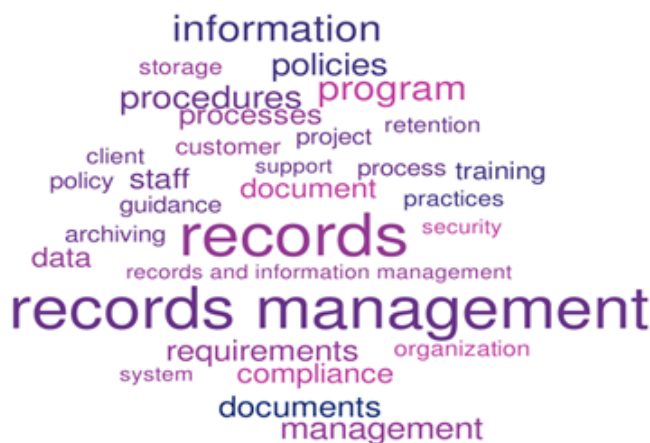 information
storage policies
procedures program
processes
customer project retention
client support process training
policy staff document practices
guidance
archiving records security
data
records and information management
records management
requirements organization
system compliance
documents
management